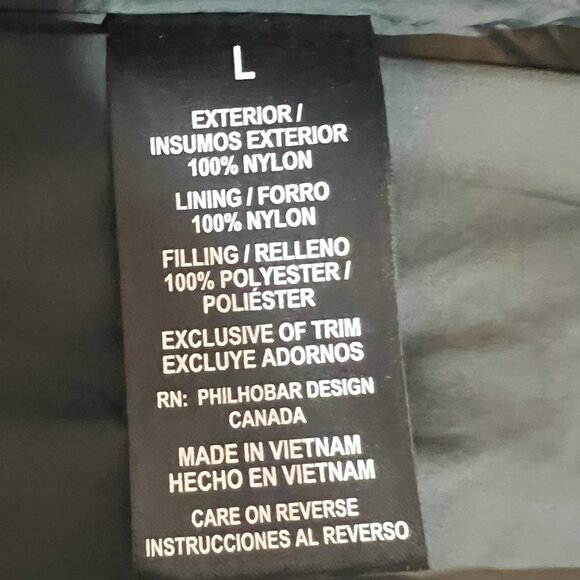 L
EXTERIOR /
INSUMOS EXTERIOR
100% NYLON
LINING / FORRO
100% NYLON
FILLING / RELLENO
100% POLYESTER /
POLIÉSTER
EXCLUSIVE OF TRIM
EXCLUYE ADORNOS
RN: PHILHOBAR DESIGN
CANADA
MADE IN VIETNAM
HECHO EN VIETNAM
CARE ON REVERSE
INSTRUCCIONES AL REVERSO